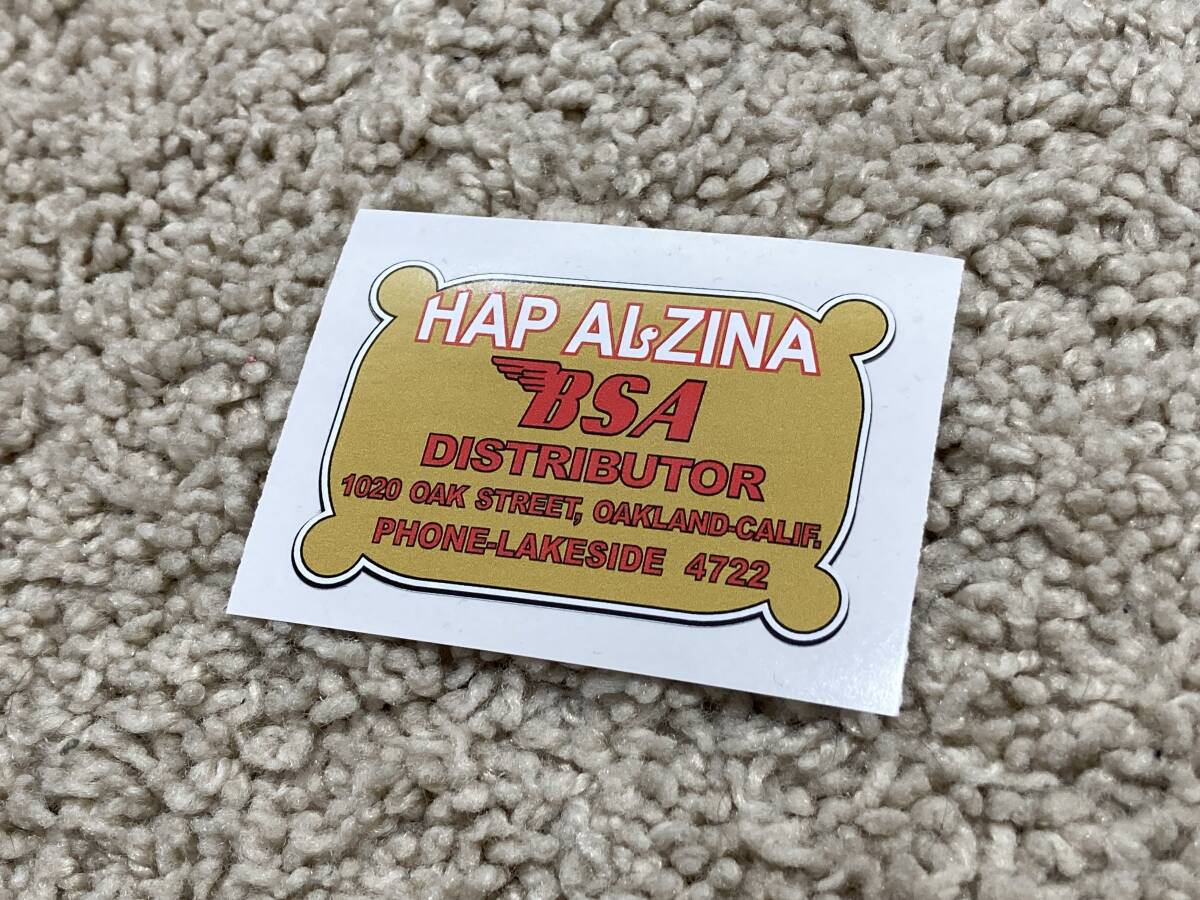 HAP ALZINA
BSA
DISTRIBUTOR
1020 OAK STREET, OAKLAND-CALIF.
PHONE-LAKESIDE 4722